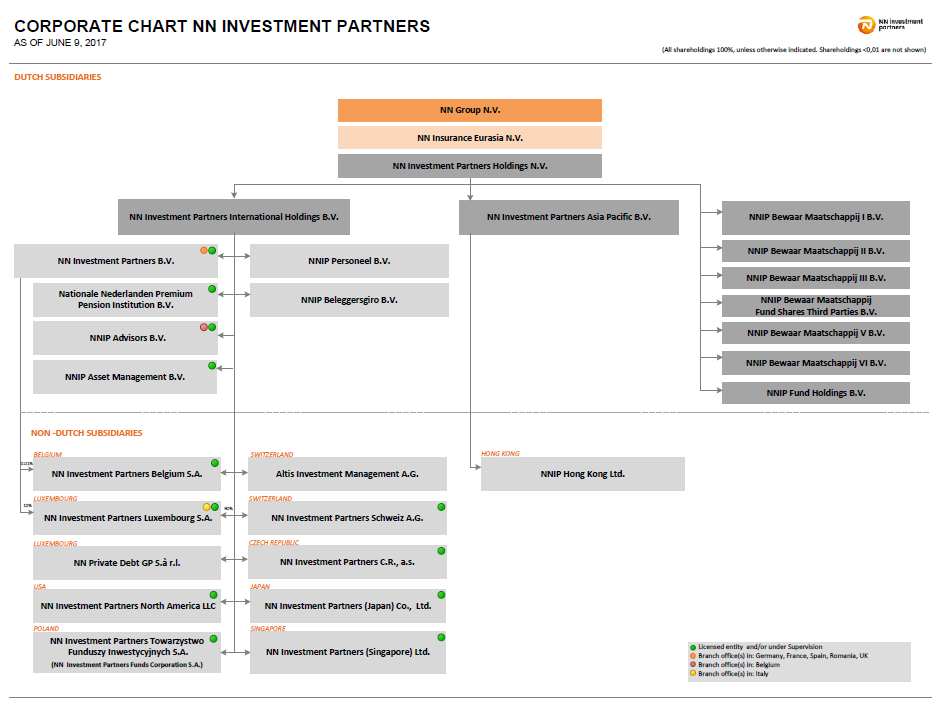 CORPORATE CHART NN INVESTMENT PARTNERS
AS OF JUNE 9, 2017
NN investment
partners
(All shareholdings 100%, unless otherwise indicated. Shareholdings <0,01 are not shown)
DUTCH SUBSIDIARIES
NN Group N.V.
NN Insurance Eurasia N.V.
NN Investment Partners Holdings N.V.
NN Investment Partners International Holdings B.V.
NN Investment Partners Asia Pacific B.V.
NNIP Bewaar Maatschappij I B.V.
NNIP Bewaar Maatschappij II B.V.
NNIP Bewaar Maatschappij III B.V.
NNIP Bewaar Maatschappij
Fund Shares Third Parties B.V.
NNIP Bewaar Maatschappij V B.V.
NNIP Bewaar Maatschappij VI B.V.
NNIP Fund Holdings B.V.
NN Investment Partners B.V.
NNIP Personeel B.V.
Nationale Nederlanden Premium
Pension Institution B.V.
NNIP Beleggersgiro B.V.
NNIP Advisors B.V.
NNIP Asset Management B.V.
NON -DUTCH SUBSIDIARIES
BELGIUM
NN Investment Partners Belgium S.A.
SWITZERLAND
Altis Investment Management A.G.
HONG KONG
NNIP Hong Kong Ltd.
LUXEMBOURG
10%
NN Investment Partners Luxembourg S.A.
90%
SWITZERLAND
NN Investment Partners Schweiz A.G.
LUXEMBOURG
NN Private Debt GP S.à r.l.
CZECH REPUBLIC
NN Investment Partners C.R., a.s.
USA
NN Investment Partners North America LLC
JAPAN
NN Investment Partners (Japan) Co., Ltd.
POLAND
NN Investment Partners Towarzystwo
Funduszy Inwestycyjnych S.A.
(NN Investment Partners Funds Corporation S.A.)
SINGAPORE
NN Investment Partners (Singapore) Ltd.
Licensed entity and/or under Supervision
Branch office(s) in: Germany, France, Spain, Romania, UK
Branch office(s) in: Belgium
Branch office(s) in: Italy